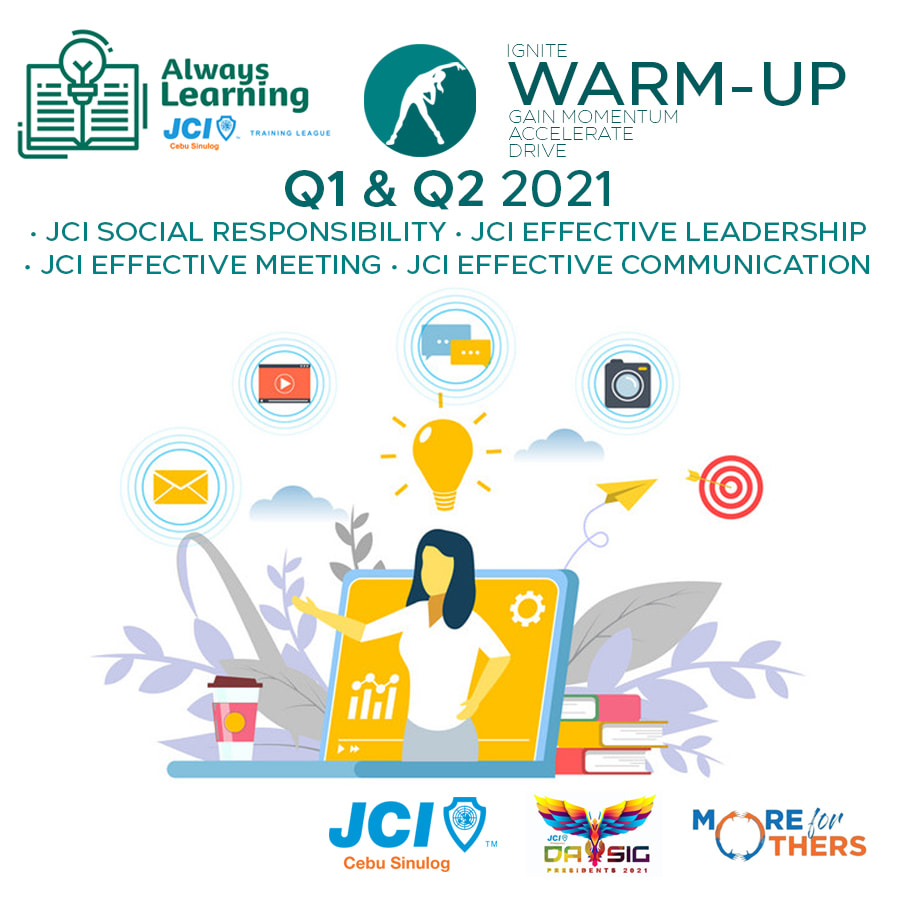 Always
Learning
JCI TM TRAINING LEAGUE
Cebu Sinulog
IGNITE
WARM-UP
GAIN MOMENTUM
ACCELERATE
DRIVE
Q1 & Q2 2021
• JCI SOCIAL RESPONSIBILITY • JCI EFFECTIVE LEADERSHIP
• JCI EFFECTIVE MEETING • JCI EFFECTIVE COMMUNICATION
JCI TM
Cebu Sinulog
JCI
DASIG
PRESIDENTS 2021
MORE for
OTHERS